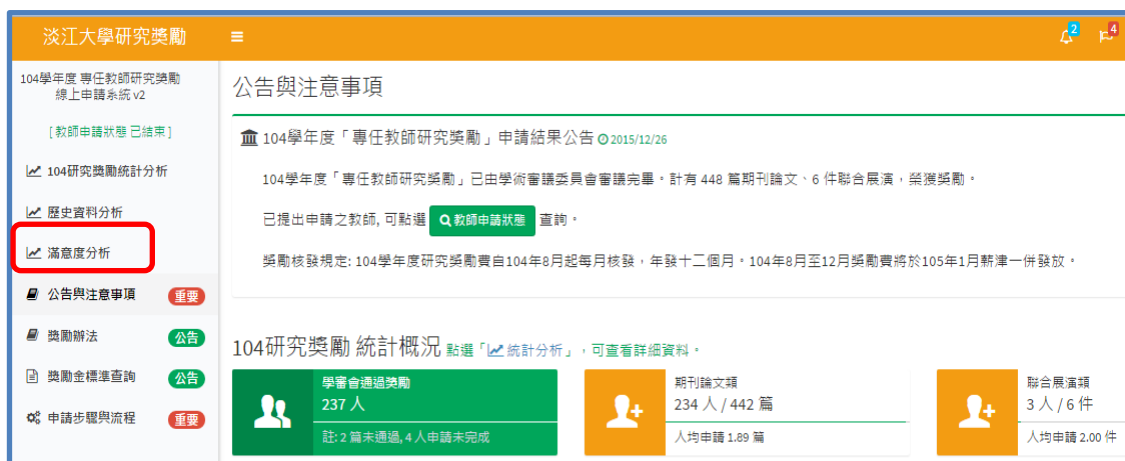 淡江大學研究獎勵
2
4
104學年度 專任教師研究獎勵
線上申請系統 v2
[ 教師申請狀態 已結束 ]
104研究獎勵統計分析
歷史資料分析
滿意度分析
公告與注意事項 重要
獎勵辦法 公告
獎勵金標準查詢 公告
申請步驟與流程 重要
公告與注意事項
104學年度「專任教師研究獎勵」申請結果公告 2015/12/26
104學年度「專任教師研究獎勵」已由學術審議委員會審議完畢。計有 448 篇期刊論文、6 件聯合展演，榮獲獎勵。
已提出申請之教師, 可點選 教師申請狀態 查詢。
獎勵核發規定: 104學年度研究獎勵費自104年8月起每月核發，年發十二個月。104年8月至12月獎勵費將於105年1月薪津一併發放。
104研究獎勵 統計概況 點選「統計分析」，可查看詳細資料。
學審會通過獎勵
237 人
註: 2 篇未通過, 4 人申請未完成
期刊論文類
234 人 / 442 篇
人均申請 1.89 篇
聯合展演類
3 人 / 6 件
人均申請 2.00 件